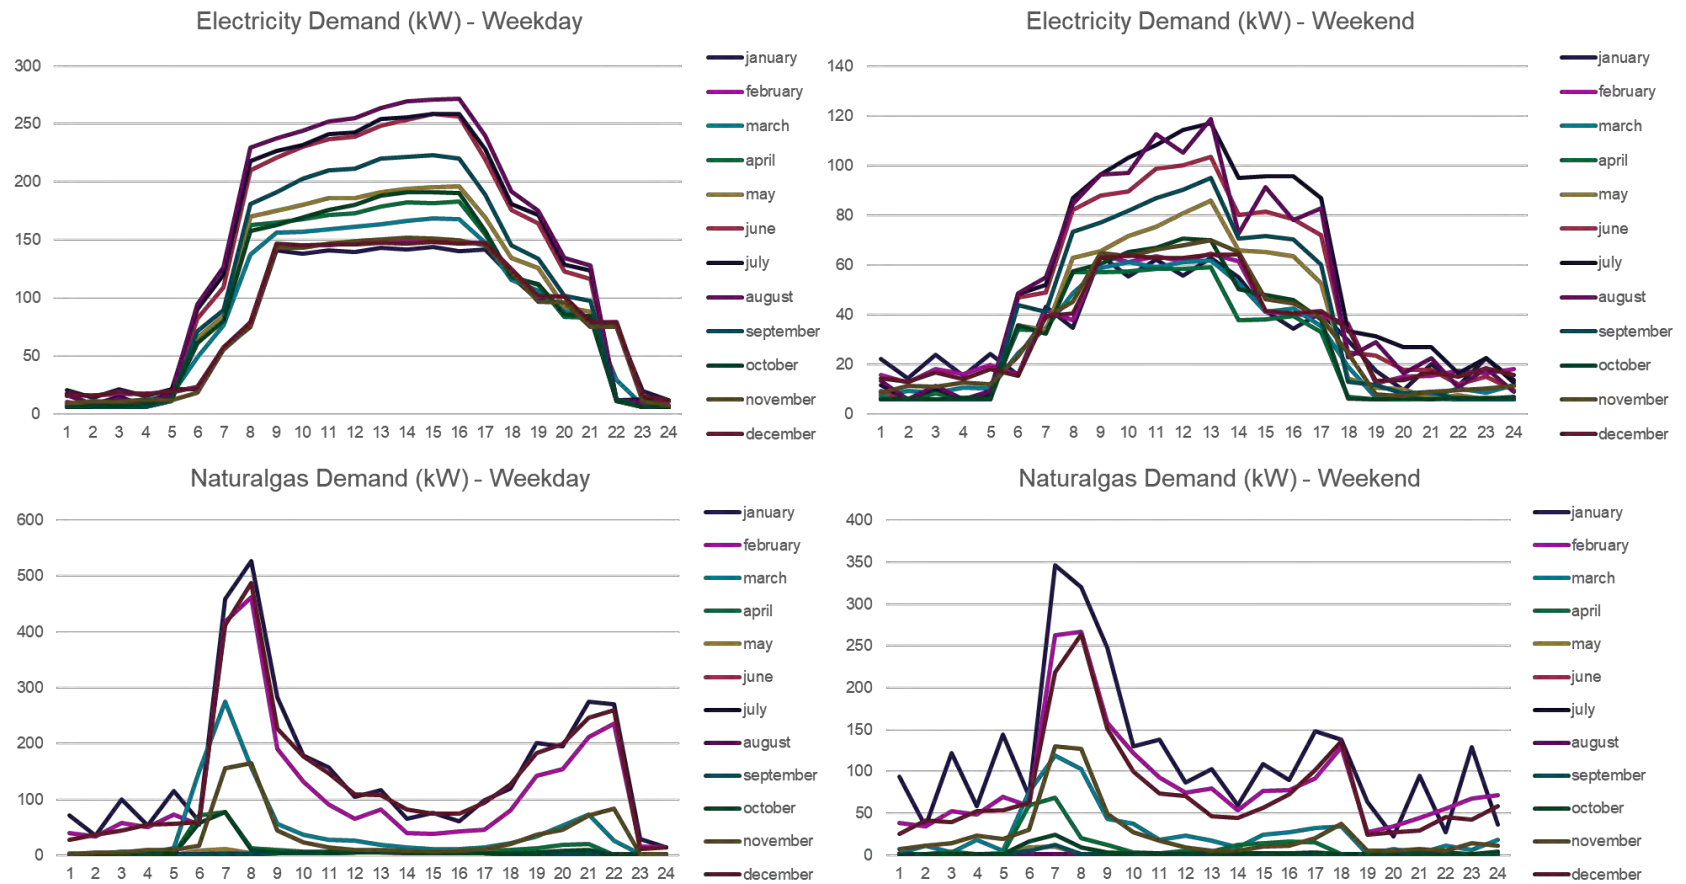 Electricity Demand (kW) - Weekday
300
250
200
150
100
50
0
1 2 3 4 5 6 7 8 9 10 11 12 13 14 15 16 17 18 19 20 21 22 23 24
january
february
march
april
may
june
july
august
september
october
november
december
Electricity Demand (kW) - Weekend
140
120
100
80
60
40
20
0
1 2 3 4 5 6 7 8 9 10 11 12 13 14 15 16 17 18 19 20 21 22 23 24
january
february
march
april
may
june
july
august
september
october
november
december
Naturalgas Demand (kW) - Weekday
600
500
400
300
200
100
0
1 2 3 4 5 6 7 8 9 10 11 12 13 14 15 16 17 18 19 20 21 22 23 24
january
february
march
april
may
june
july
august
september
october
november
december
Naturalgas Demand (kW) - Weekend
400
350
300
250
200
150
100
50
0
1 2 3 4 5 6 7 8 9 10 11 12 13 14 15 16 17 18 19 20 21 22 23 24
january
february
march
april
may
june
july
august
september
october
november
december